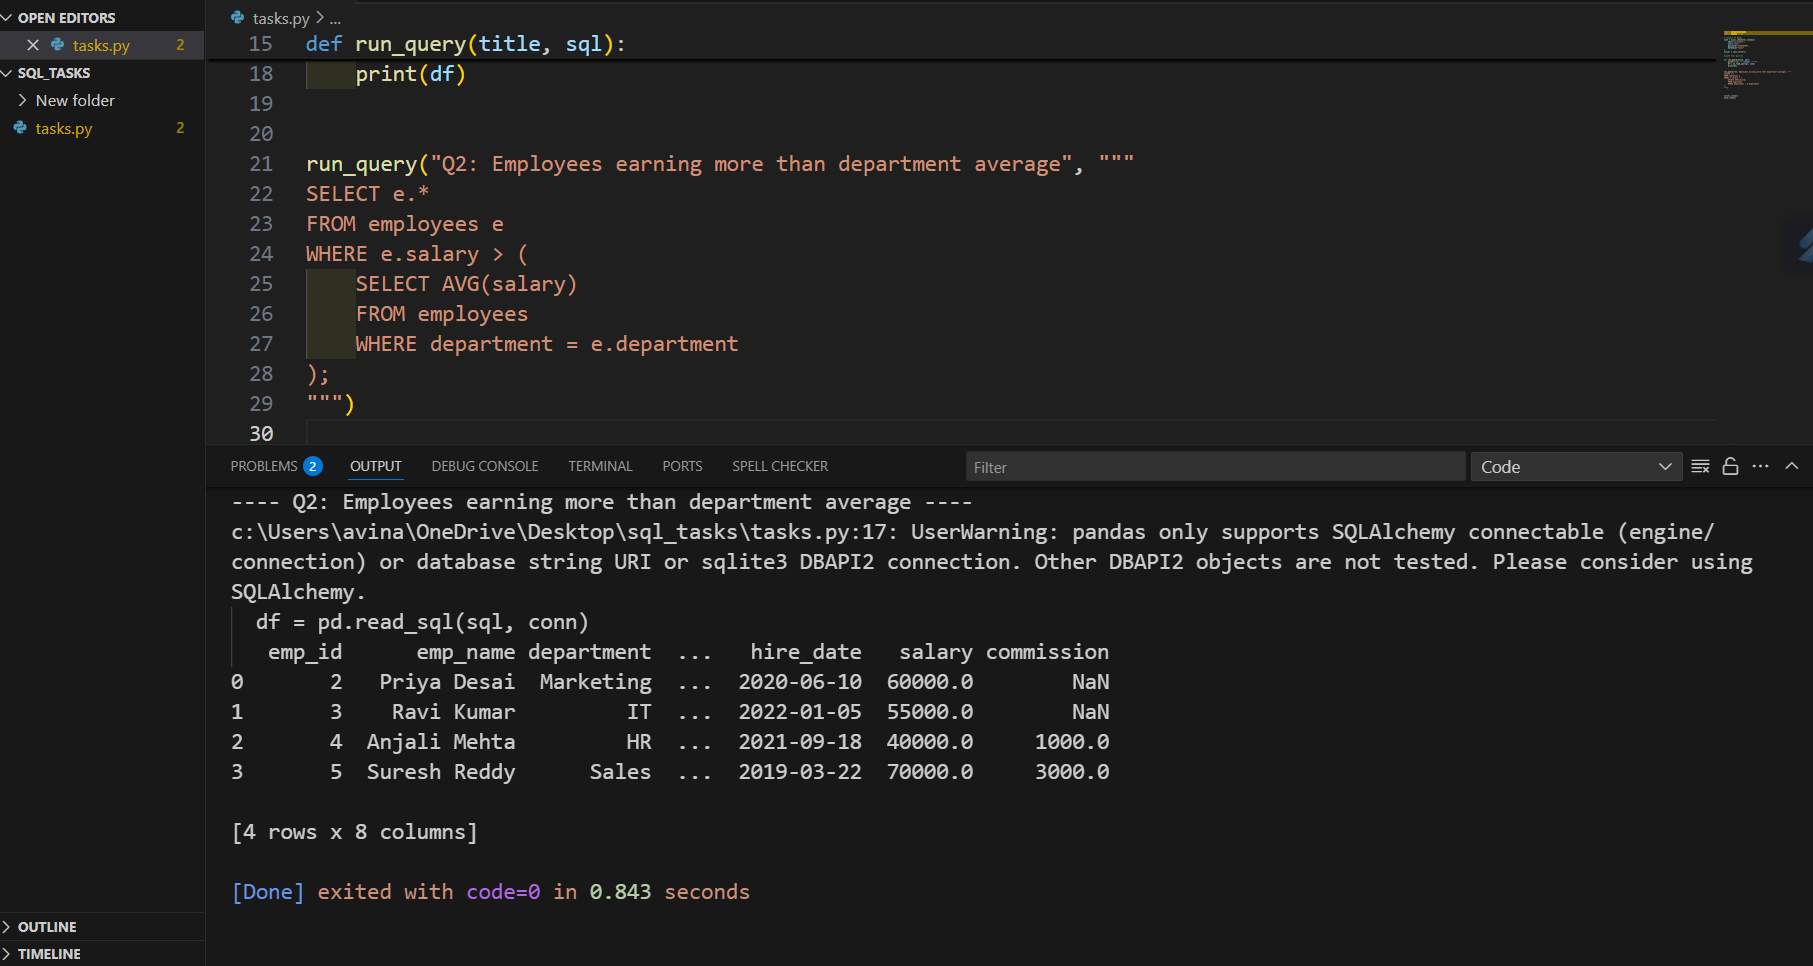 OPEN EDITORS
tasks.py 2
SQL_TASKS
New folder
tasks.py 2
OUTLINE
TIMELINE
tasks.py > ...
15 def run_query(title, sql):
18 print(df)
19
20
21 run_query("Q2: Employees earning more than department average", """
22 SELECT e.*
23 FROM employees e
24 WHERE e.salary > (
25 SELECT AVG(salary)
26 FROM employees
27 WHERE department = e.department
28 );
29 """)
30
PROBLEMS 2 OUTPUT DEBUG CONSOLE TERMINAL PORTS SPELL CHECKER Filter Code
---- Q2: Employees earning more than department average ----
c:\Users\avina\OneDrive\Desktop\sql_tasks\tasks.py:17: UserWarning: pandas only supports SQLAlchemy connectable (engine/
connection) or database string URI or sqlite3 DBAPI2 connection. Other DBAPI2 objects are not tested. Please consider using
SQLAlchemy.
df = pd.read_sql(sql, conn)
emp_id emp_name department ... hire_date salary commission
0 2 Priya Desai Marketing ... 2020-06-10 60000.0 NaN
1 3 Ravi Kumar IT ... 2022-01-05 55000.0 NaN
2 4 Anjali Mehta HR ... 2021-09-18 40000.0 1000.0
3 5 Suresh Reddy Sales ... 2019-03-22 70000.0 3000.0
[4 rows x 8 columns]
[Done] exited with code=0 in 0.843 seconds